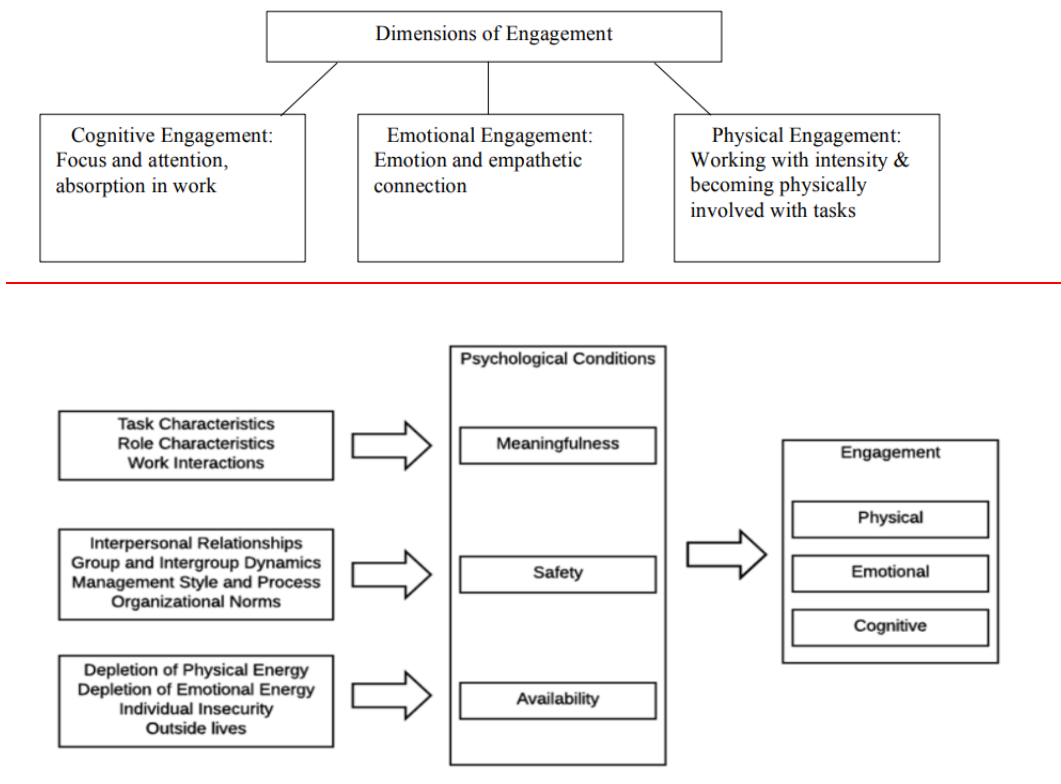 Dimensions of Engagement
Cognitive Engagement:
Focus and attention,
absorption in work
Emotional Engagement:
Emotion and empathetic
connection
Physical Engagement:
Working with intensity &
becoming physically
involved with tasks
Task Characteristics
Role Characteristics
Work Interactions
Interpersonal Relationships
Group and Intergroup Dynamics
Management Style and Process
Organizational Norms
Depletion of Physical Energy
Depletion of Emotional Energy
Individual Insecurity
Outside lives
Psychological Conditions
Meaningfulness
Safety
Availability
Engagement
Physical
Emotional
Cognitive